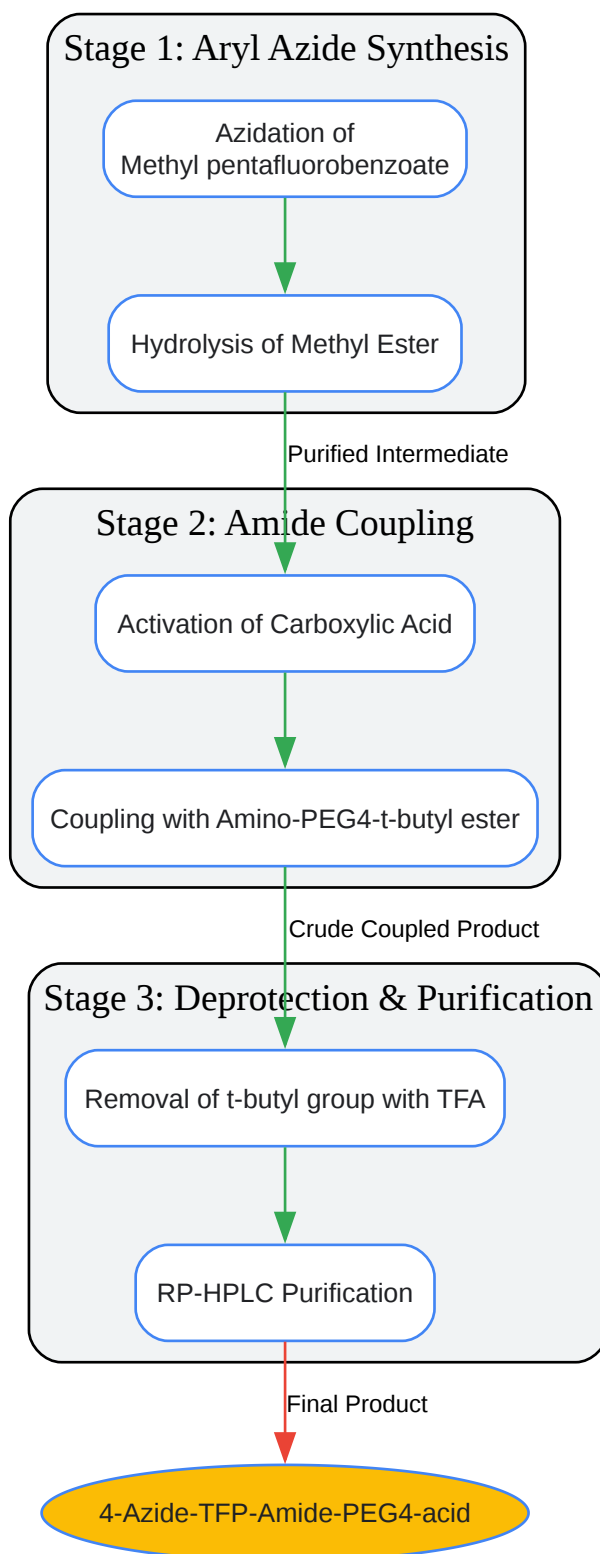 Stage 1: Aryl Azide Synthesis
Azidation of
Methyl pentafluorobenzoate
Hydrolysis of Methyl Ester
Purified Intermediate
Stage 2: Amide Coupling
Activation of Carboxylic Acid
Coupling with Amino-PEG4-t-butyl ester
Crude Coupled Product
Stage 3: Deprotection & Purification
Removal of t-butyl group with TFA
RP-HPLC Purification
Final Product
4-Azide-TFP-Amide-PEG4-acid